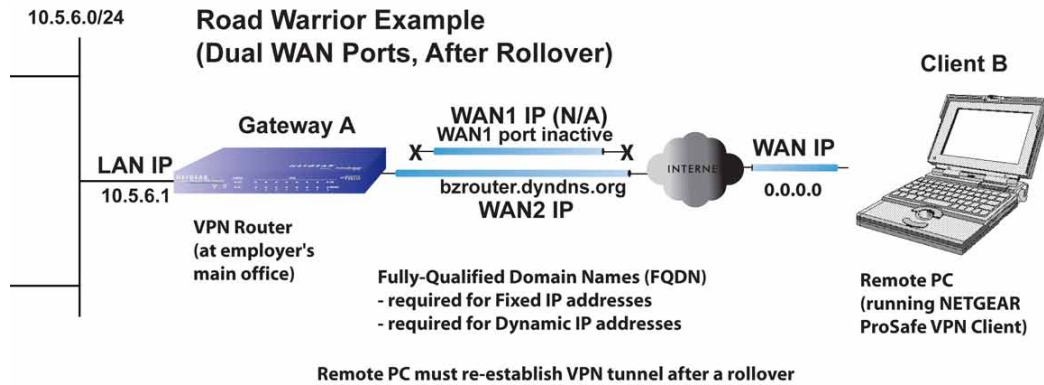 10.5.6.0/24
Road Warrior Example
(Dual WAN Ports, After Rollover)
Client B
Gateway A
WAN1 IP (N/A)
WAN1 port inactive
X
X
LAN IP
10.5.6.1
NETGEAR
INTERNE
WAN IP
0.0.0.0
bzrouter.dyndns.org
WAN2 IP
VPN Router
(at employer's
main office)
Fully-Qualified Domain Names (FQDN)
- required for Fixed IP addresses
- required for Dynamic IP addresses
Remote PC
(running NETGEAR
ProSafe VPN Client)
Remote PC must re-establish VPN tunnel after a rollover